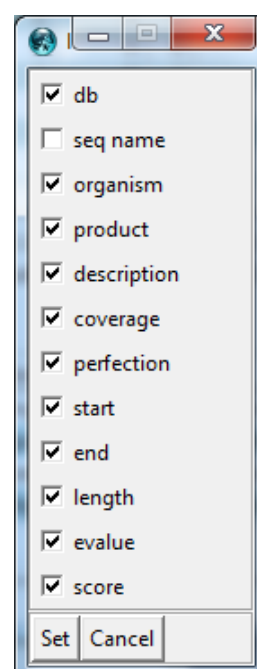 db
seq name
organism
product
description
coverage
perfection
start
end
length
evalue
score
Set Cancel